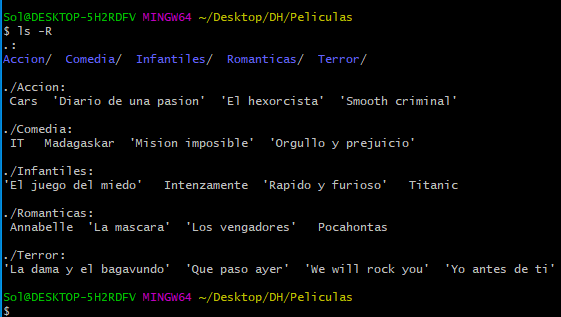 Sol@DESKTOP-5H2RDFV MINGW64 ~/Desktop/DH/Peliculas
$ ls -R
.:
Accion/  Comedia/  Infantiles/  Romanticas/  Terror/
./Accion:
Cars  'Diario de una pasion'  'El hexorcista'  'Smooth criminal'
./Comedia:
IT  Madagaskar  'Mision imposible'  'Orgullo y prejuicio'
./Infantiles:
'El juego del miedo'  Intenzamente  'Rapido y furioso'  Titanic
./Romanticas:
Annabelle  'La mascara'  'Los vengadores'  Pocahontas
./Terror:
'La dama y el bagavundo'  'Que paso ayer'  'We will rock you'  'Yo antes de ti'
Sol@DESKTOP-5H2RDFV MINGW64 ~/Desktop/DH/Peliculas
$